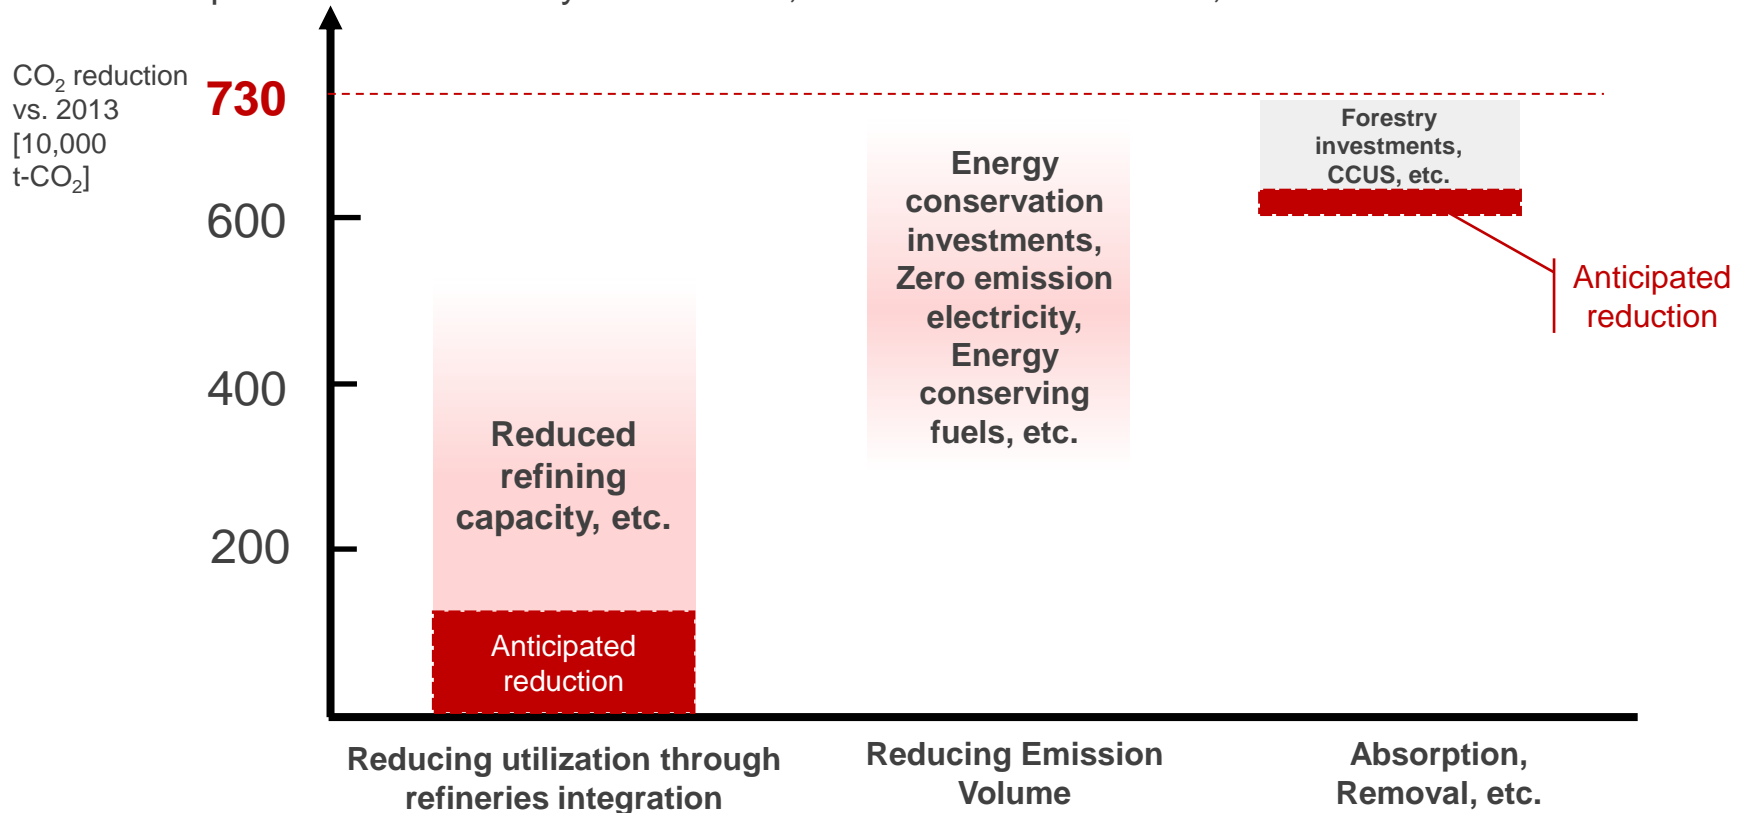 CO₂ reduction
vs. 2013
[10,000
t-CO₂]
730
600
400
200
Reduced
refining
capacity, etc.
Anticipated
reduction
Energy
conservation
investments,
Zero emission
electricity,
Energy
conserving
fuels, etc.
Forestry
investments,
CCUS, etc.
Anticipated
reduction
Reducing utilization through
refineries integration
Reducing Emission
Volume
Absorption,
Removal, etc.